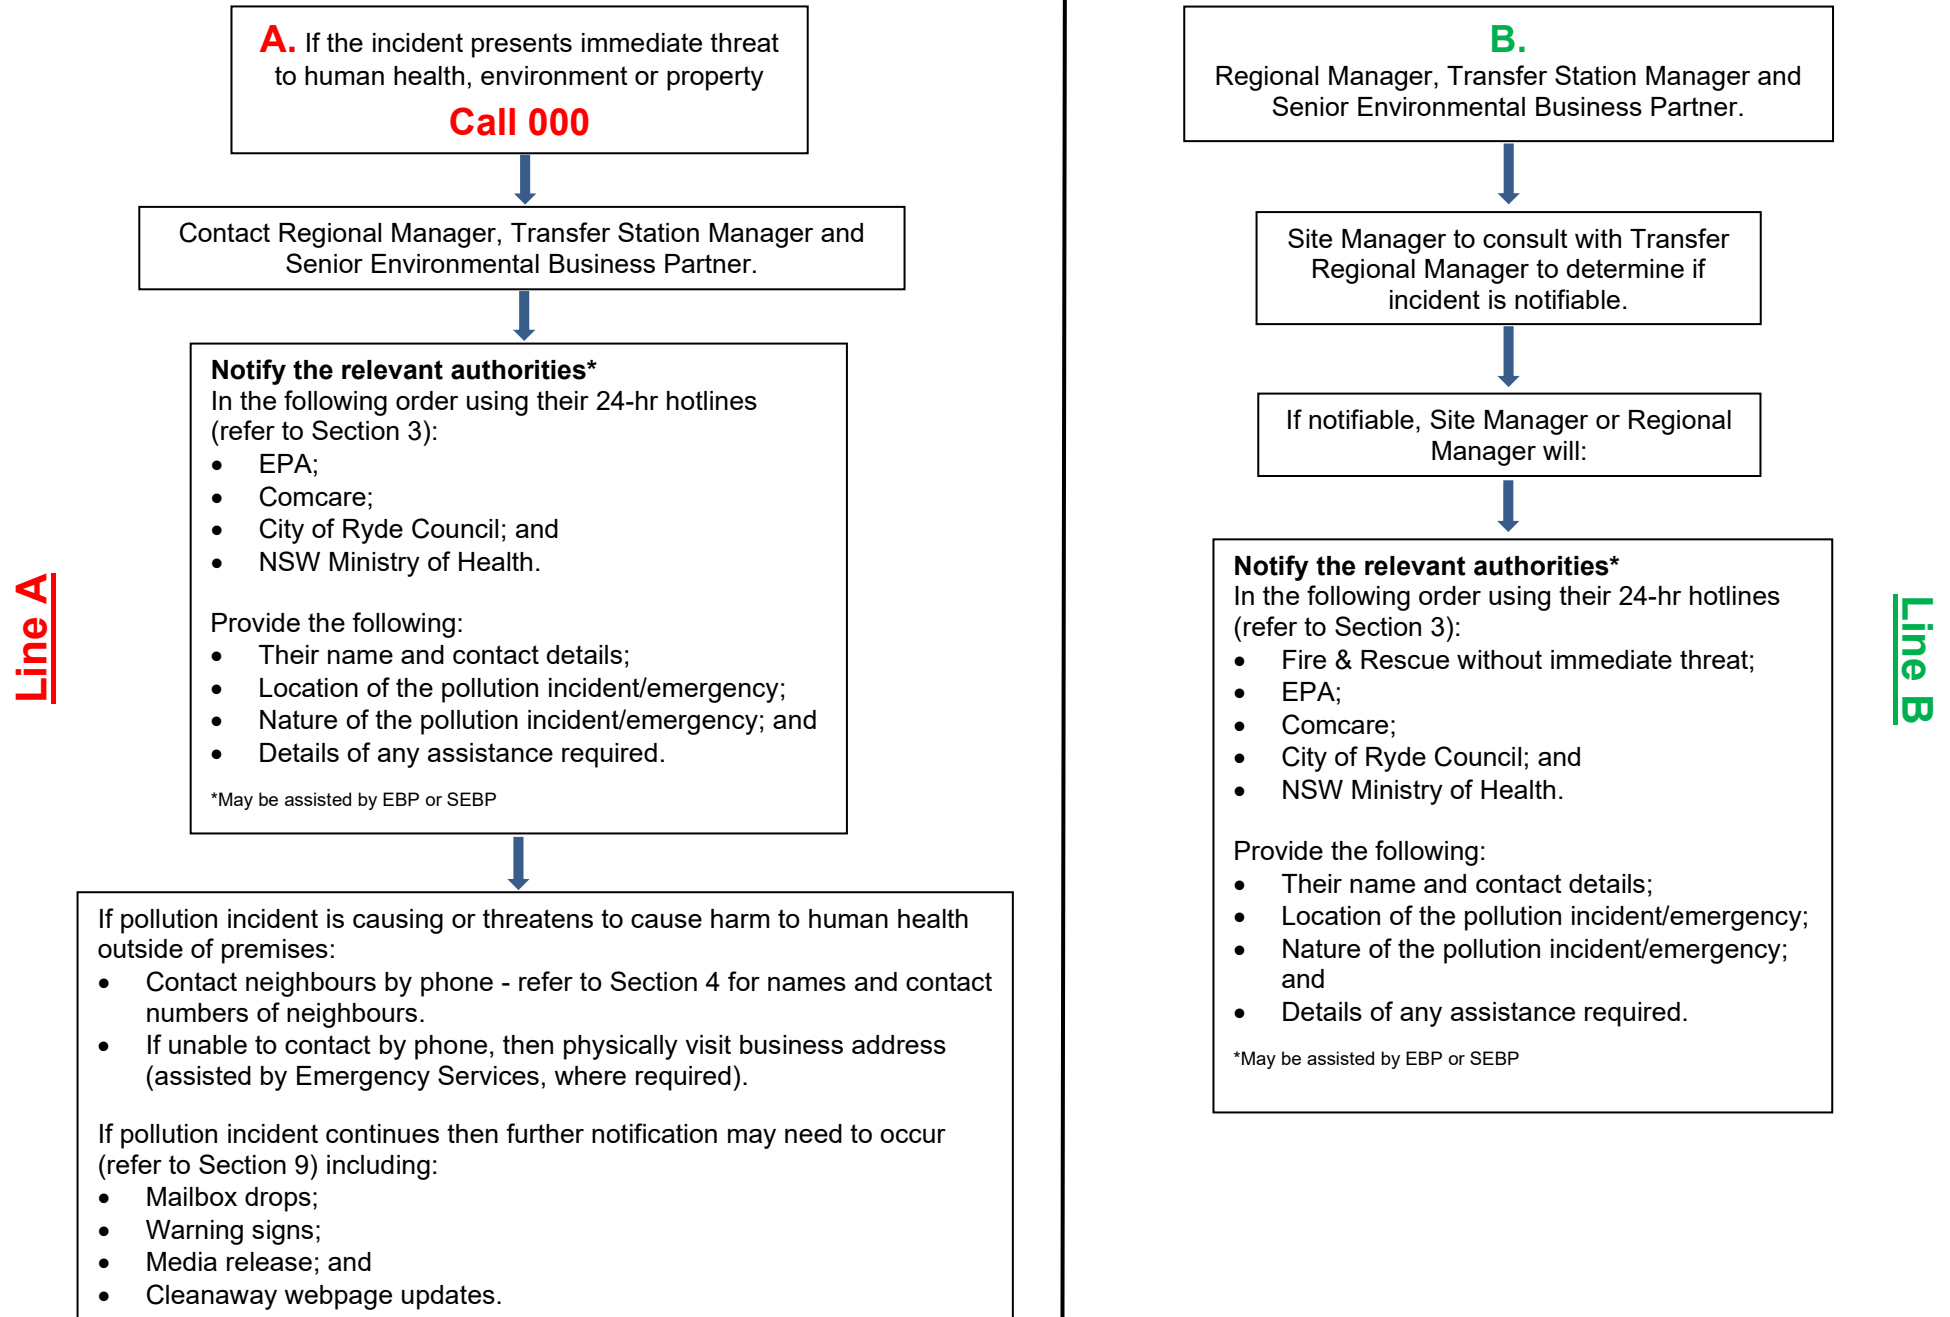 A. If the incident presents immediate threat
to human health, environment or property
Call 000
Contact Regional Manager, Transfer Station Manager and
Senior Environmental Business Partner.
Notify the relevant authorities*
In the following order using their 24-hr hotlines
(refer to Section 3):
• EPA;
• Comcare;
• City of Ryde Council; and
• NSW Ministry of Health.
Provide the following:
• Their name and contact details;
• Location of the pollution incident/emergency;
• Nature of the pollution incident/emergency; and
• Details of any assistance required.
*May be assisted by EBP or SEBP
If pollution incident is causing or threatens to cause harm to human health
outside of premises:
• Contact neighbours by phone - refer to Section 4 for names and contact
numbers of neighbours.
• If unable to contact by phone, then physically visit business address
(assisted by Emergency Services, where required).
If pollution incident continues then further notification may need to occur
(refer to Section 9) including:
• Mailbox drops;
• Warning signs;
• Media release; and
• Cleanaway webpage updates.
Line A
B.
Regional Manager, Transfer Station Manager and
Senior Environmental Business Partner.
Site Manager to consult with Transfer
Regional Manager to determine if
incident is notifiable.
If notifiable, Site Manager or Regional
Manager will:
Notify the relevant authorities*
In the following order using their 24-hr hotlines
(refer to Section 3):
• Fire & Rescue without immediate threat;
• EPA;
• Comcare;
• City of Ryde Council; and
• NSW Ministry of Health.
Provide the following:
• Their name and contact details;
• Location of the pollution incident/emergency;
• Nature of the pollution incident/emergency;
and
• Details of any assistance required.
*May be assisted by EBP or SEBP
Line B